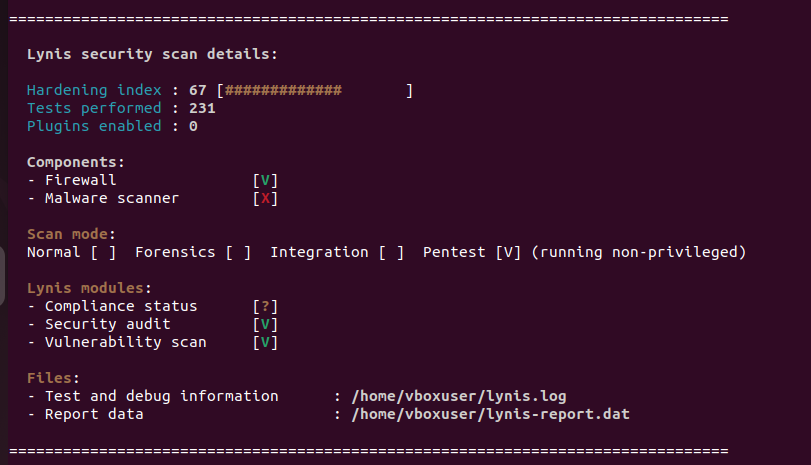 ================================================================================
Lynis security scan details:
Hardening index : 67 [#############       ]
Tests performed : 231
Plugins enabled : 0
Components:
- Firewall               [V]
- Malware scanner        [X]
Scan mode:
Normal [ ]  Forensics [ ]  Integration [ ]  Pentest [V] (running non-privileged)
Lynis modules:
- Compliance status      [?]
- Security audit         [V]
- Vulnerability scan     [V]
Files:
- Test and debug information      : /home/vboxuser/lynis.log
- Report data                     : /home/vboxuser/lynis-report.dat
================================================================================